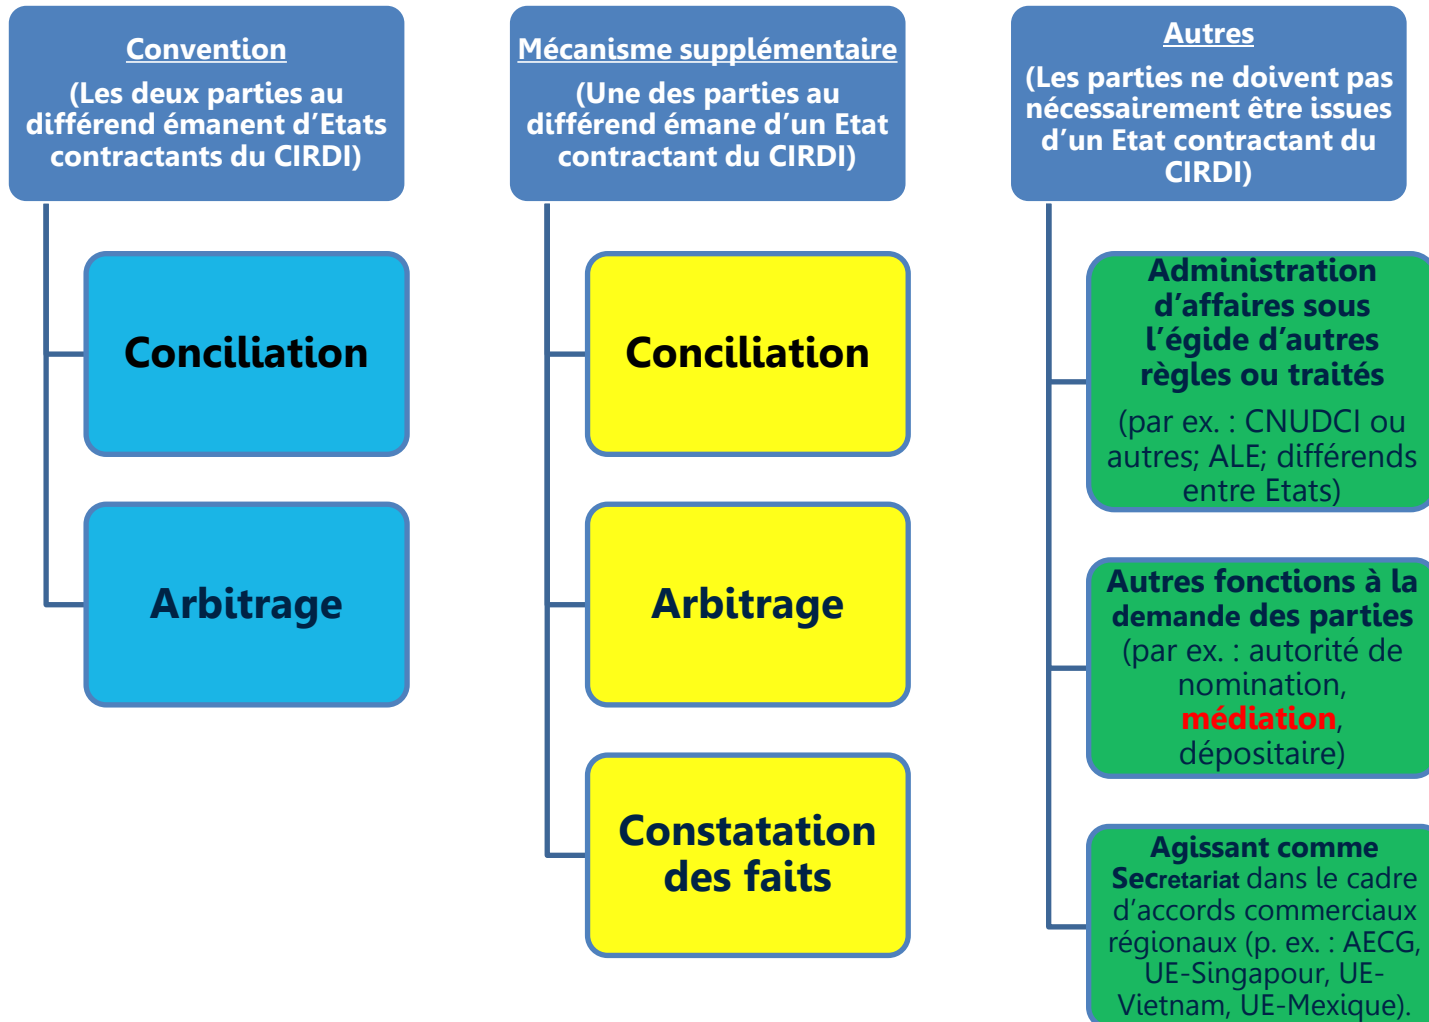 Convention
(Les deux parties au
différend émanent d’Etats
contractants du CIRDI)
Conciliation
Arbitrage
Mécanisme supplémentaire
(Une des parties au
différend émane d’un Etat
contractant du CIRDI)
Conciliation
Arbitrage
Constatation
des faits
Autres
(Les parties ne doivent pas
nécessairement être issues
d’un Etat contractant du
CIRDI)
Administration
d’affaires sous
l’égide d’autres
règles ou traités
(par ex. : CNUDCI ou
autres; ALE; différends
entre Etats)
Autres fonctions à la
demande des parties
(par ex. : autorité de
nomination,
médiation,
dépositaire)
Agissant comme
Secretariat dans le cadre
d’accords commerciaux
régionaux (p. ex. : AECG,
UE-Singapour, UE-
Vietnam, UE-Mexique).